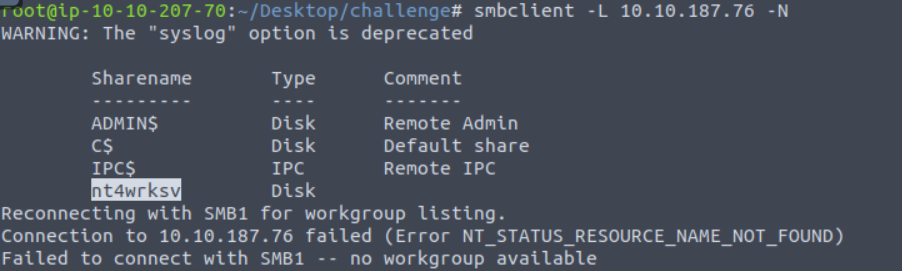 root@ip-10-10-207-70:~/Desktop/challenge# smbclient -L 10.10.187.76 -N
WARNING: The "syslog" option is deprecated
Sharename Type Comment
--------- ---- -------
ADMIN$ Disk Remote Admin
C$ Disk Default share
IPC$ IPC Remote IPC
nt4wrksv Disk
Reconnecting with SMB1 for workgroup listing.
Connection to 10.10.187.76 failed (Error NT_STATUS_RESOURCE_NAME_NOT_FOUND)
Failed to connect with SMB1 -- no workgroup available